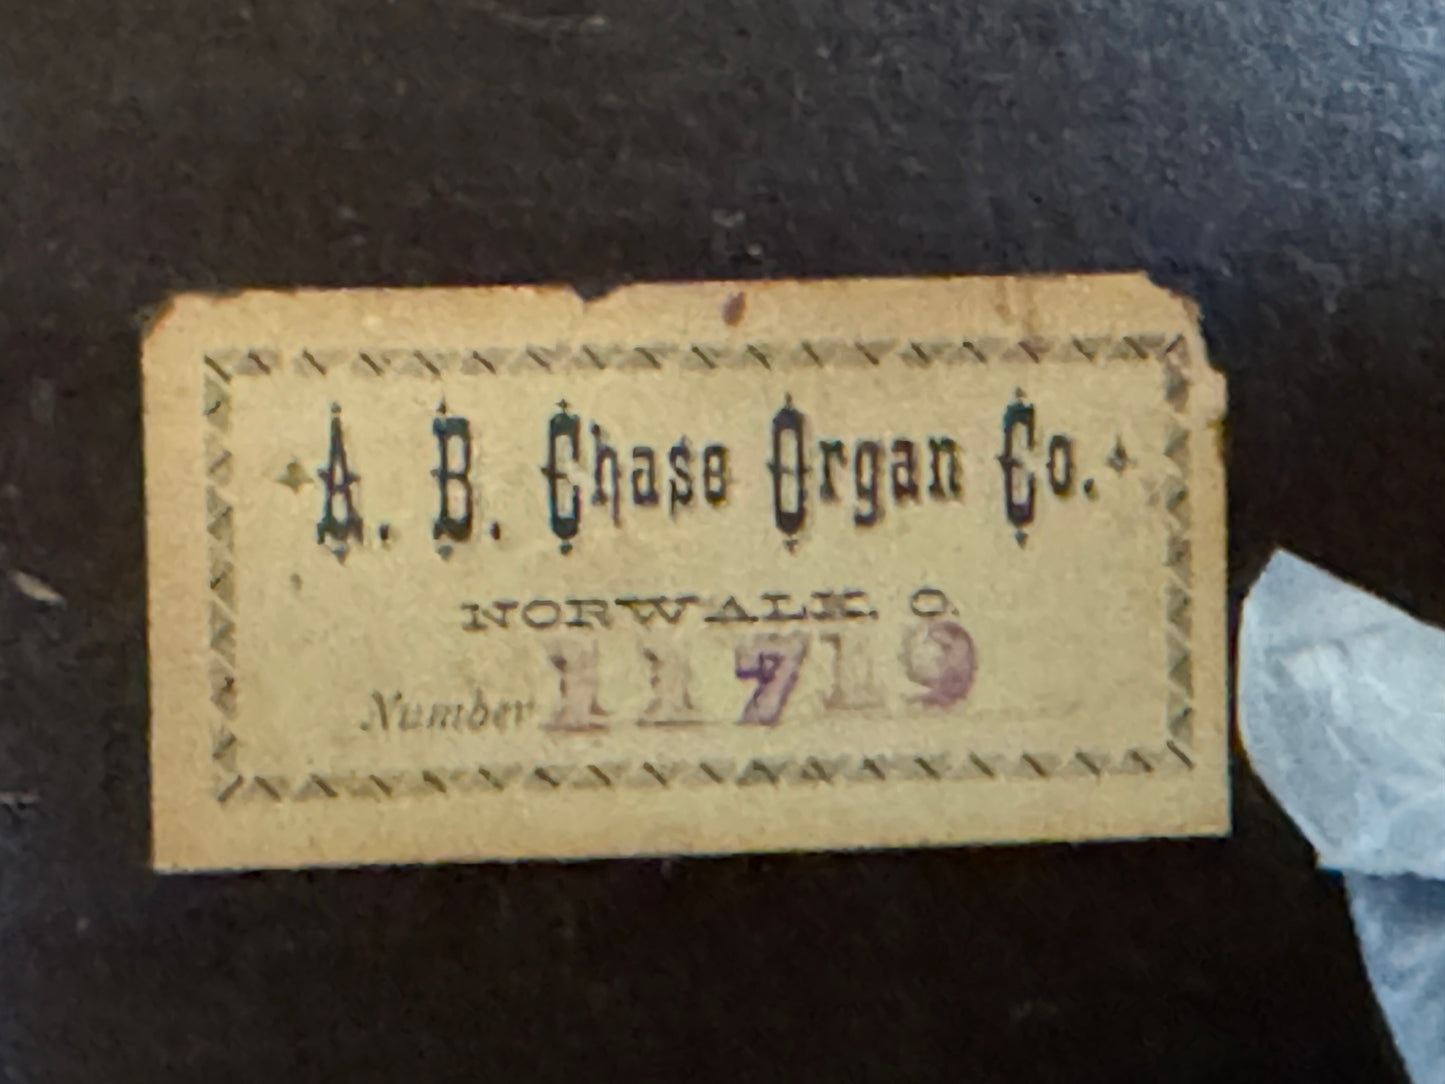 A. B. Chase Organ Co.
NORWALK, O.
Number 11719